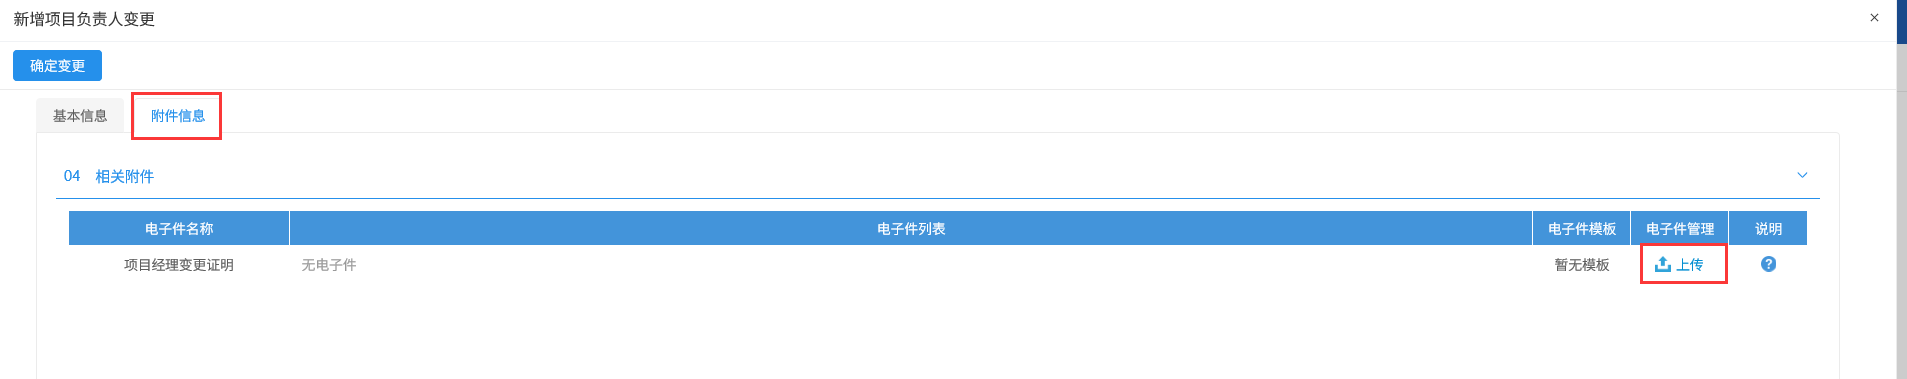 新增项目负责人变更
×
确定变更
基本信息 附件信息
04 相关附件
电子件名称 电子件列表 电子件模板 电子件管理 说明
项目经理变更证明 无电子件 暂无模板 上传 ?